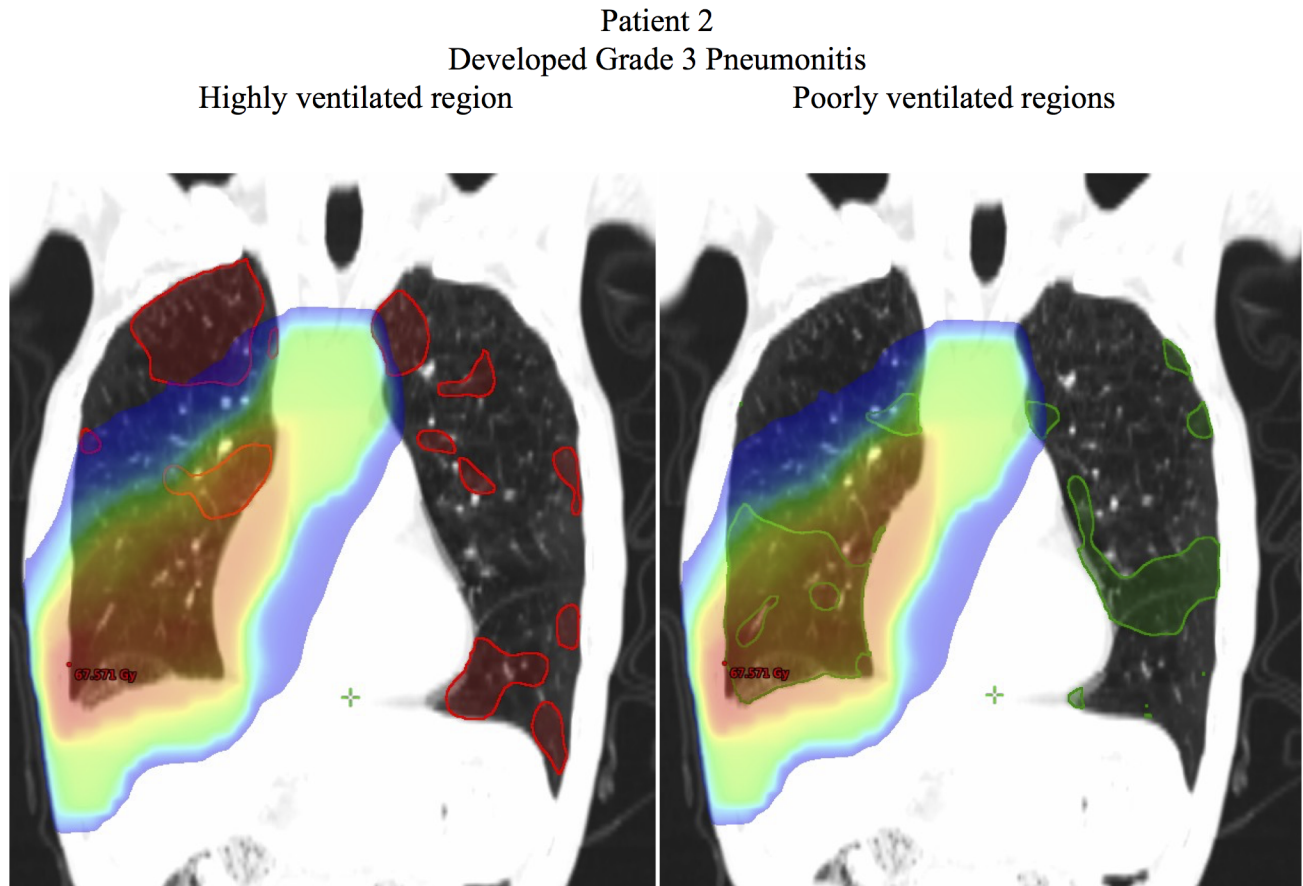 Patient 2
Developed Grade 3 Pneumonitis
Highly ventilated region
Poorly ventilated regions
67.571 Gy
67.571 Gy